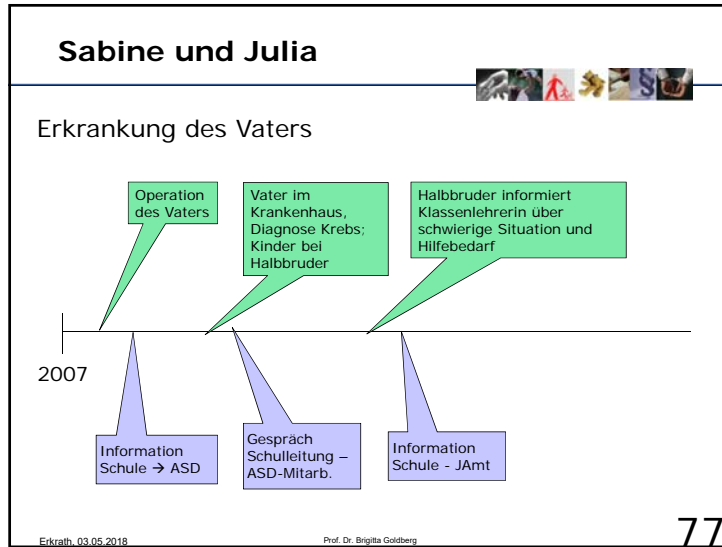 Sabine und Julia
Erkrankung des Vaters
Operation
des Vaters
Vater im
Krankenhaus,
Diagnose Krebs;
Kinder bei
Halbbruder
Halbbruder informiert
Klassenlehrerin über
schwierige Situation und
Hilfebedarf
2007
Information
Schule → ASD
Gespräch
Schulleitung –
ASD-Mitarb.
Information
Schule - JAmt
Erkrath, 03.05.2018
Prof. Dr. Brigitta Goldberg
77